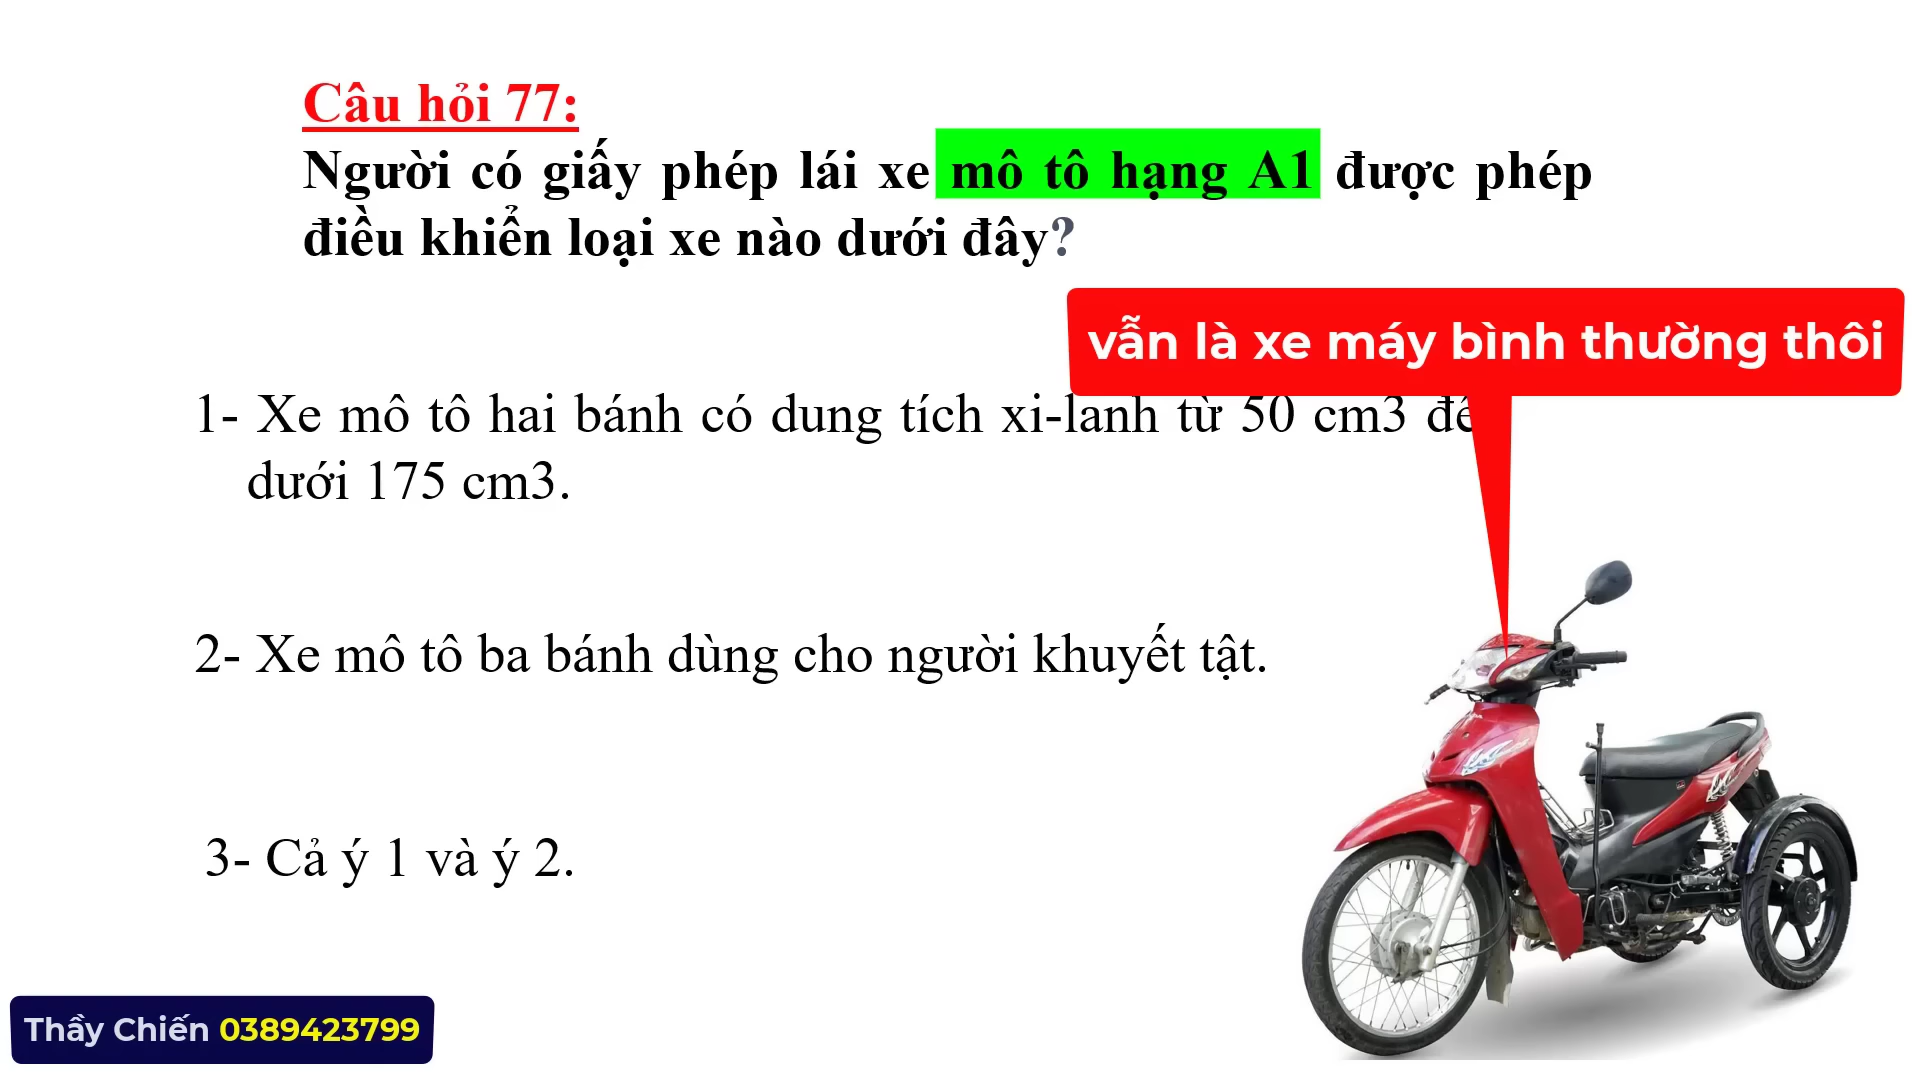 Câu hỏi 77:
Người có giấy phép lái xe mô tô hạng A1 được phép
điều khiển loại xe nào dưới đây?
vẫn là xe máy bình thường thôi
1- Xe mô tô hai bánh có dung tích xi-lanh từ 50 cm3
dưới 175 cm3.
2- Xe mô tô ba bánh dùng cho người khuyết tật.
3- Cả ý 1 và ý 2.
Thầy Chiến 0389423799